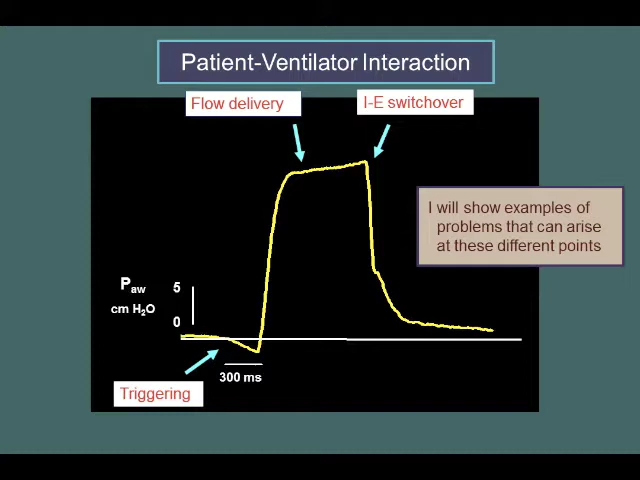 Patient-Ventilator Interaction
Flow delivery
I-E switchover
I will show examples of
problems that can arise
at these different points
Paw
5
cm H₂O
0
300 ms
Triggering